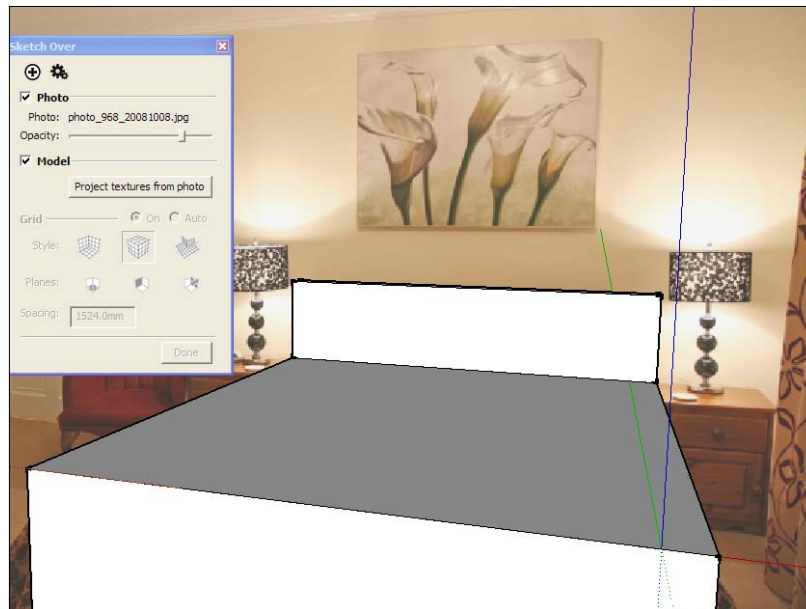 Sketch Over
Photo
Photo: photo_968_20081008.jpg
Opacity:
Model
Project textures from photo
Grid On Auto
Style:
Planes:
Spacing: 1524.0mm
Done